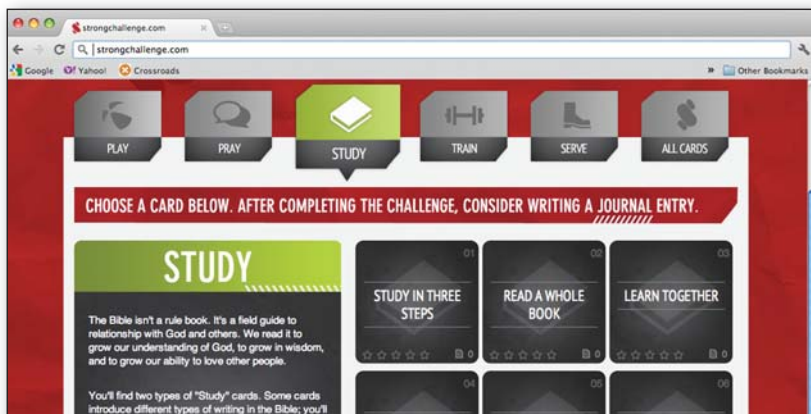 strongchallenge.com
strongchallenge.com
Google Yahoo! Crossroads » Other Bookmarks
PLAY PRAY STUDY TRAIN SERVE ALL CARDS
CHOOSE A CARD BELOW. AFTER COMPLETING THE CHALLENGE, CONSIDER WRITING A JOURNAL ENTRY.
STUDY
The Bible isn't a rule book. It's a field guide to
relationship with God and others. We read it to
grow our understanding of God, to grow in wisdom,
and to grow our ability to love other people.
You'll find two types of "Study" cards. Some cards
introduce different types of writing in the Bible; you'll
01
STUDY IN THREE
STEPS
0
02
READ A WHOLE
BOOK
0
03
LEARN TOGETHER
0
04
05
06